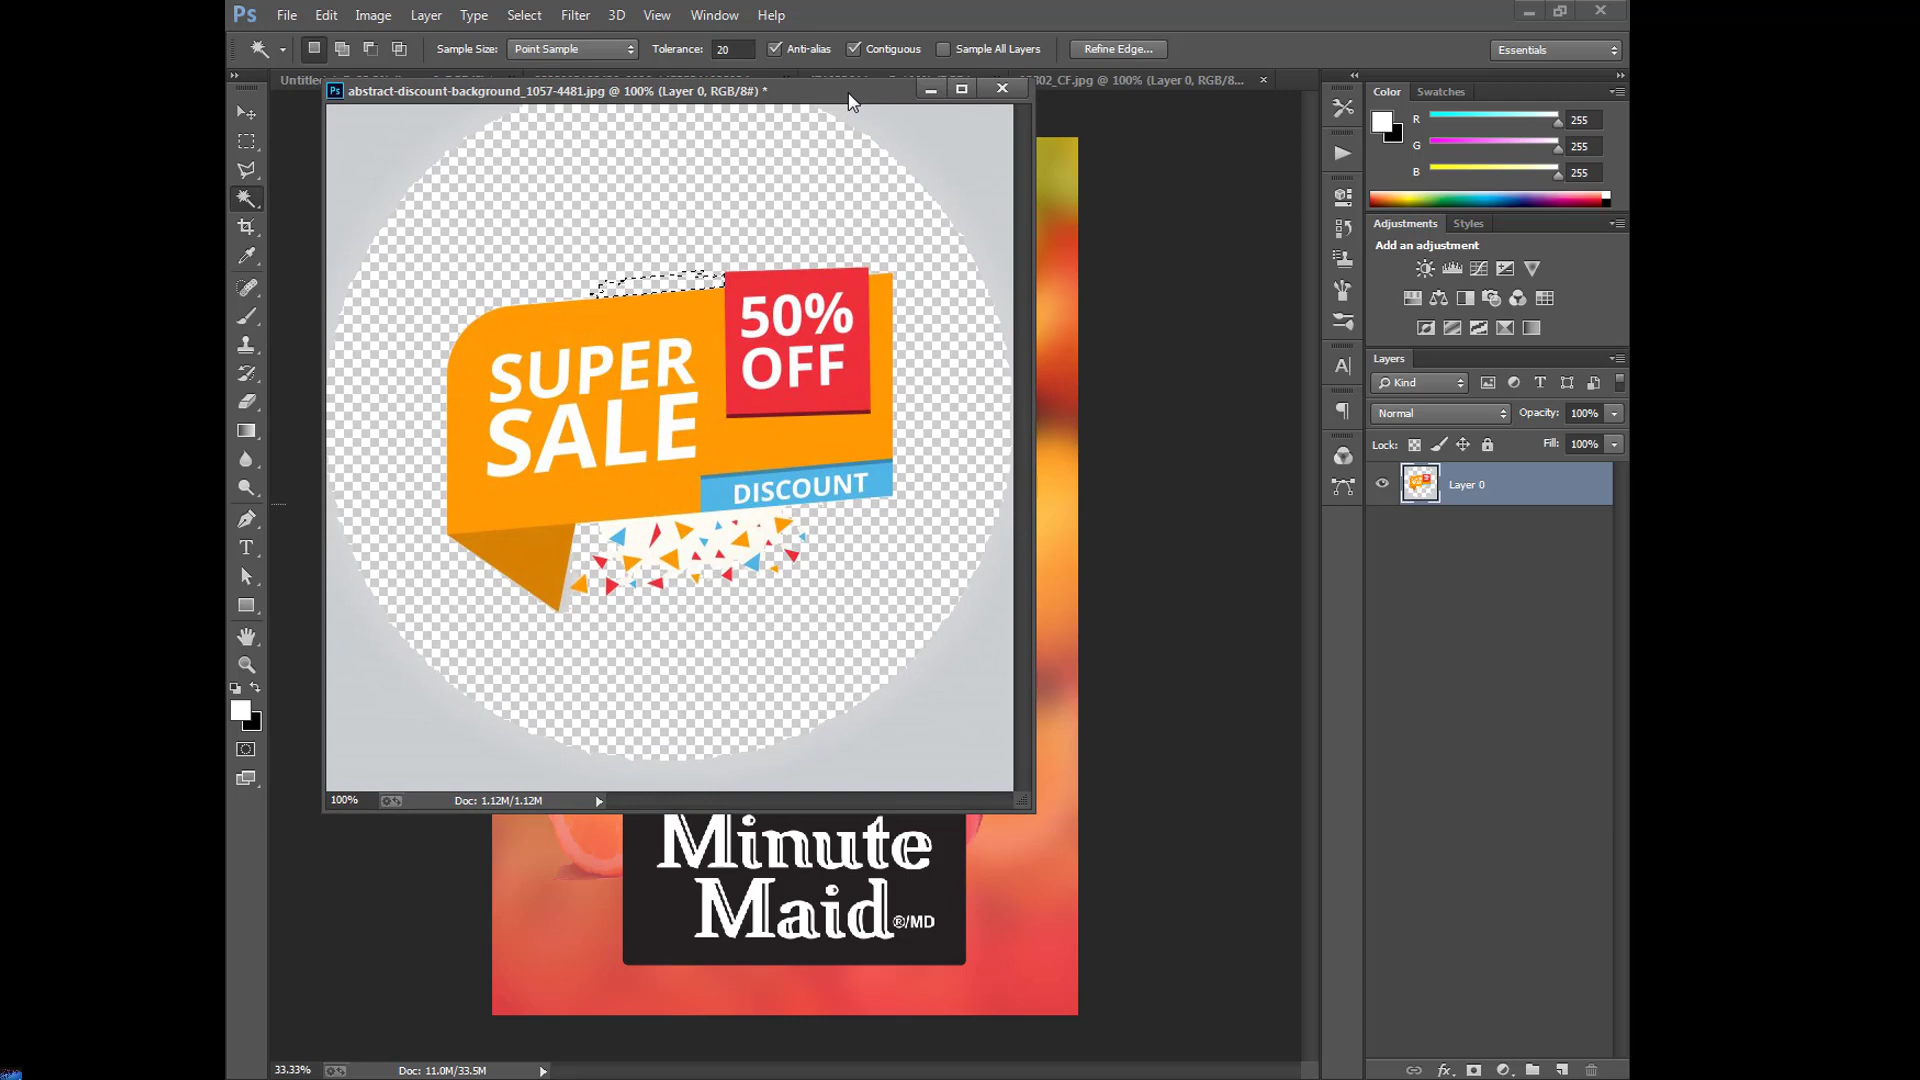 Ps File Edit Image Layer Type Select Filter 3D View Window Help
Sample Size: Point Sample Tolerance: 20 Anti-alias Contiguous Sample All Layers Refine Edge... Essentials
302_CF.jpg @ 100% (Layer 0, RGB/8...
Ps abstract-discount-background_1057-4481.jpg @ 100% (Layer 0, RGB/8#) *
50%
OFF
SUPER
SALE
DISCOUNT
100% Doc: 1.12M/1.12M
Minute
Maid
®/MD
33.33% Doc: 11.0M/33.5M
Color Swatches
R 255
G 255
B 255
Adjustments Styles
Add an adjustment
Layers
Kind T
Normal Opacity: 100%
Lock: Fill: 100%
Layer 0
fx